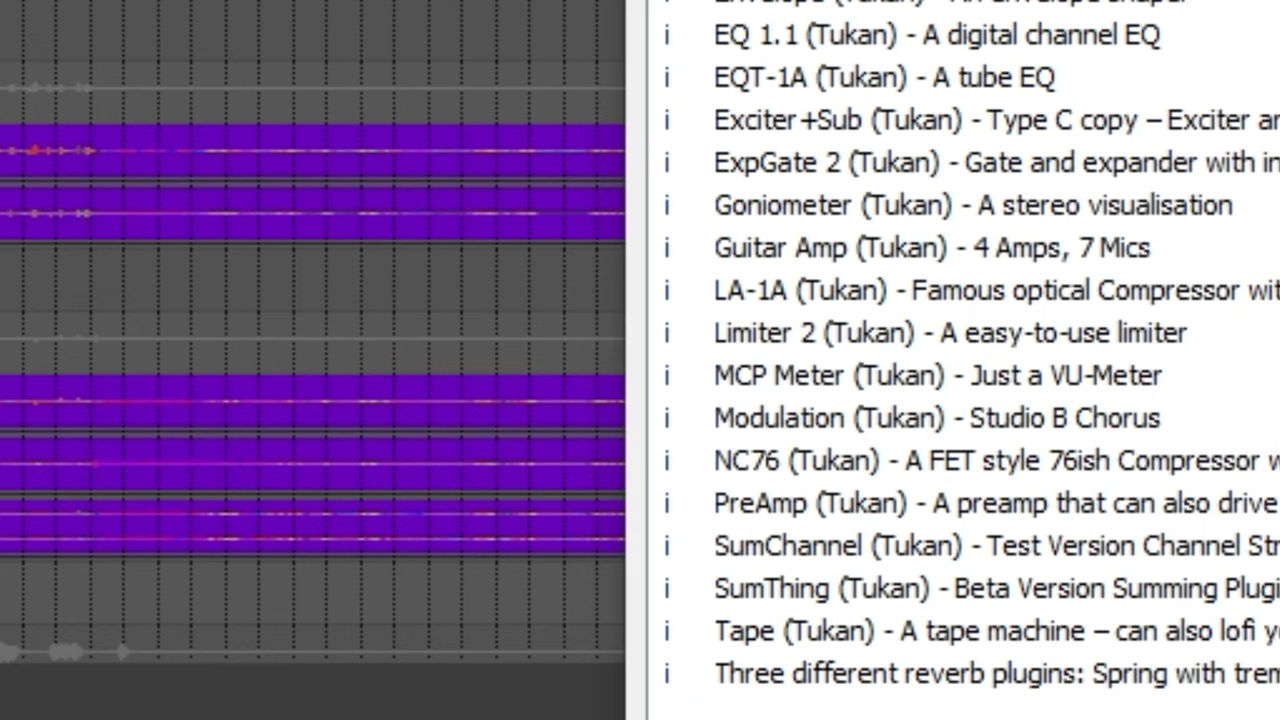 i EQ 1.1 (Tukan) - A digital channel EQ
i EQT-1A (Tukan) - A tube EQ
i Exciter+Sub (Tukan) - Type C copy – Exciter
i ExpGate 2 (Tukan) - Gate and expander with
i Goniometer (Tukan) - A stereo visualisation
i Guitar Amp (Tukan) - 4 Amps, 7 Mics
i LA-1A (Tukan) - Famous optical Compressor
i Limiter 2 (Tukan) - A easy-to-use limiter
i MCP Meter (Tukan) - Just a VU-Meter
i Modulation (Tukan) - Studio B Chorus
i NC76 (Tukan) - A FET style 76ish Compressor
i PreAmp (Tukan) - A preamp that can also drive
i SumChannel (Tukan) - Test Version Channel
i SumThing (Tukan) - Beta Version Summing
i Tape (Tukan) - A tape machine – can also lofi
i Three different reverb plugins: Spring with